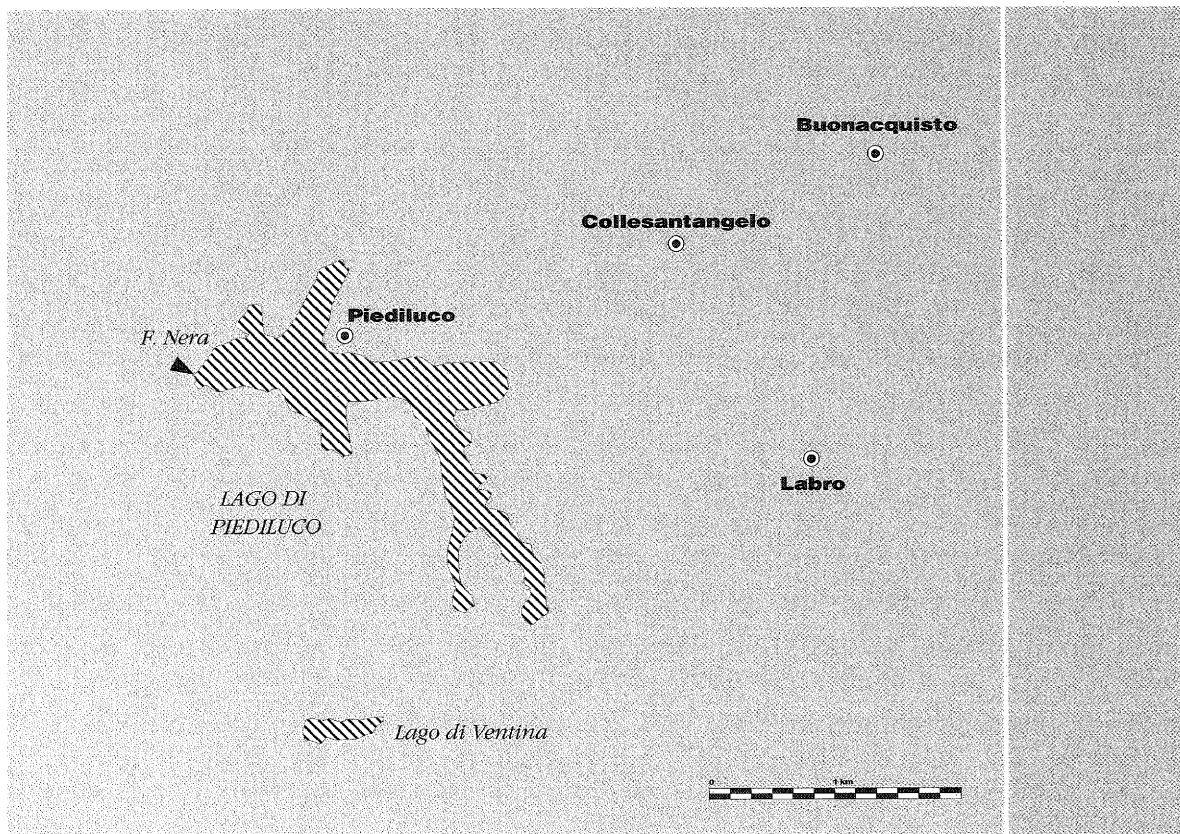 Buonacquisto
Collesantangelo
Piediluco
F. Nera
Labro
LAGO DI
PIEDILUCO
Lago di Ventina
0 1 km